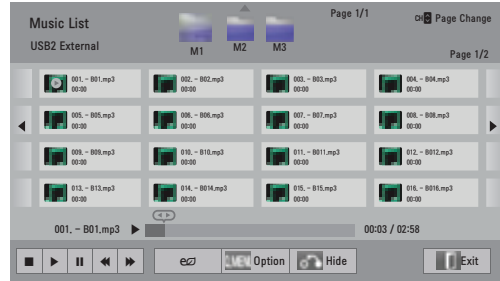 Music List
Page 1/1
CH Page Change
USB2 External
M1
M2
M3
Page 1/2
001. - B01.mp3
00:00
002. - B02.mp3
00:00
003. - B03.mp3
00:00
004. - B04.mp3
00:00
005. - B05.mp3
00:00
006. - B06.mp3
00:00
007. - B07.mp3
00:00
008. - B08.mp3
00:00
009. - B09.mp3
00:00
010. - B10.mp3
00:00
011. - B011.mp3
00:00
012. - B012.mp3
00:00
013. - B13.mp3
00:00
014. - B014.mp3
00:00
015. - B15.mp3
00:00
016. - B016.mp3
00:00
001. - B01.mp3
00:03 / 02:58
Option
Hide
Exit